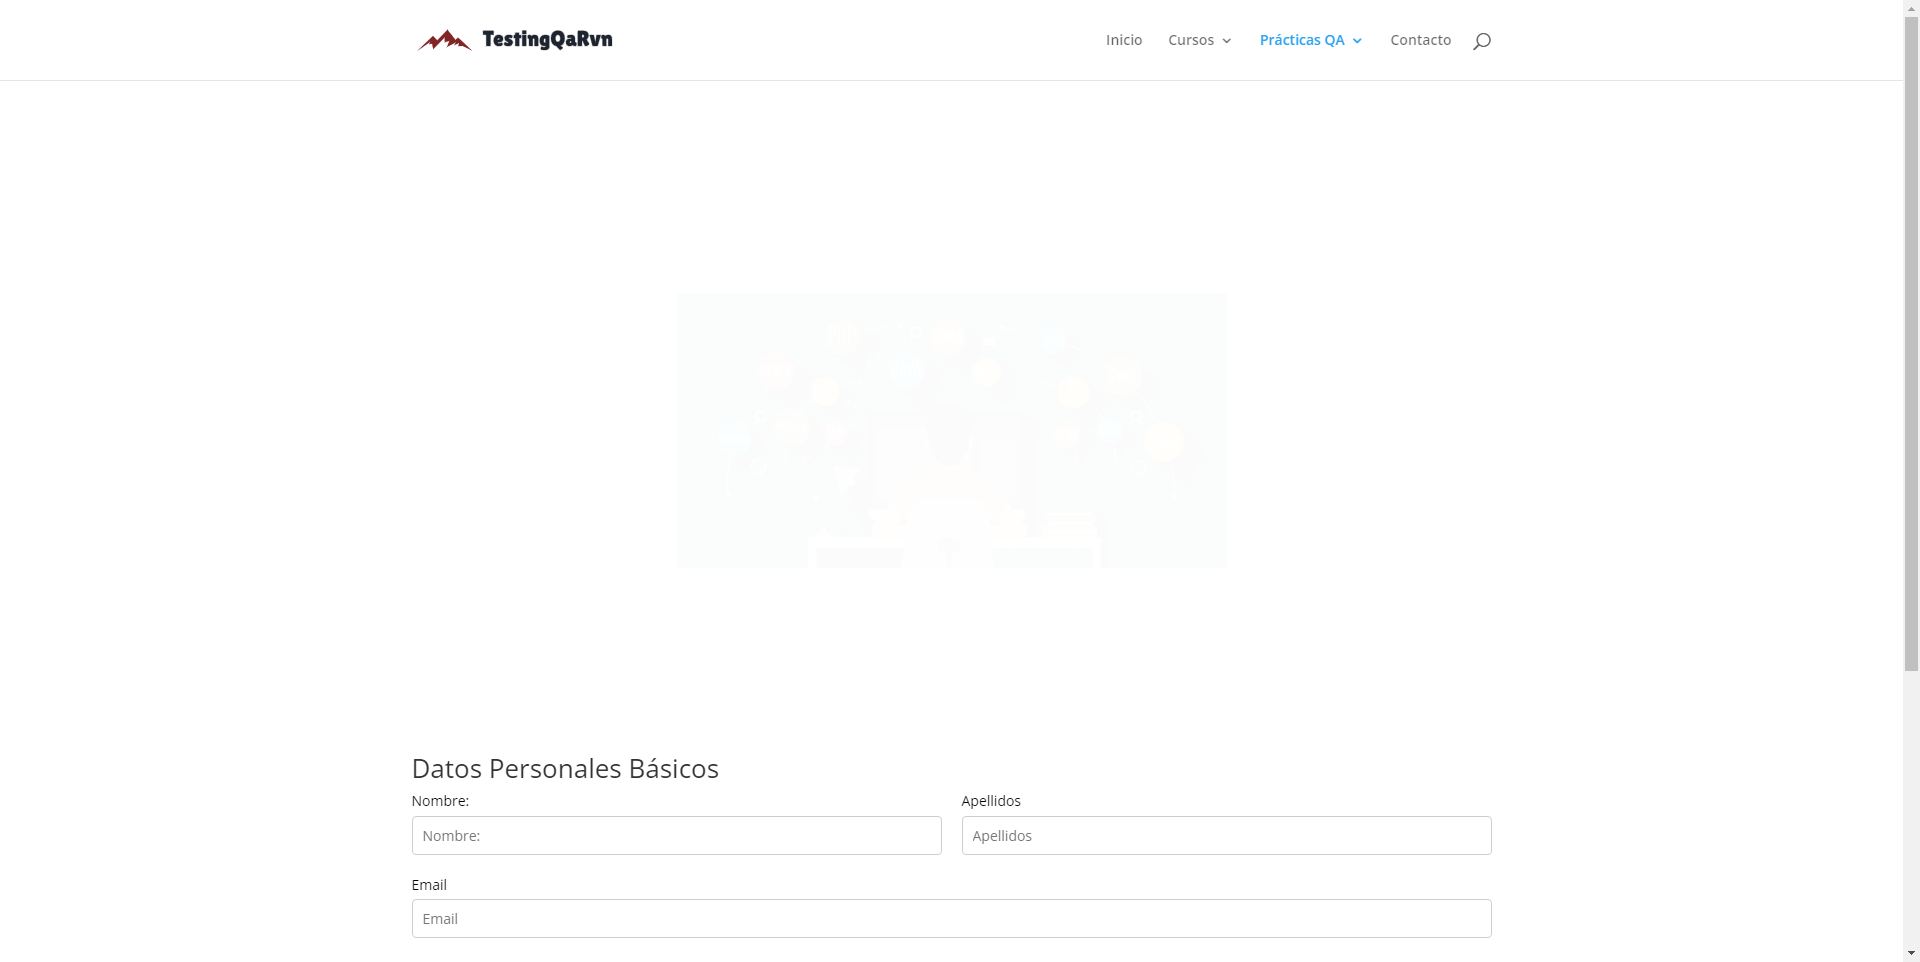 TestingQaRvn
Inicio
Cursos
Prácticas QA
Contacto
Datos Personales Básicos
Nombre:
Apellidos
Nombre:
Apellidos
Email
Email